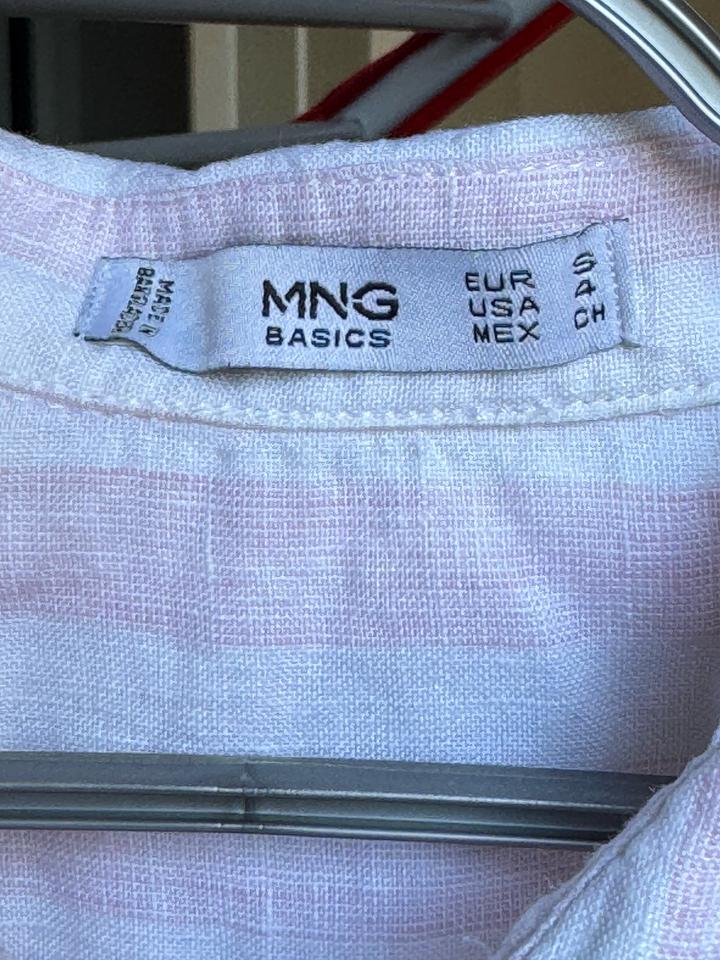 MADE IN
BANGLADESH
MNG
BASICS
EUR S
USA 4
MEX CH